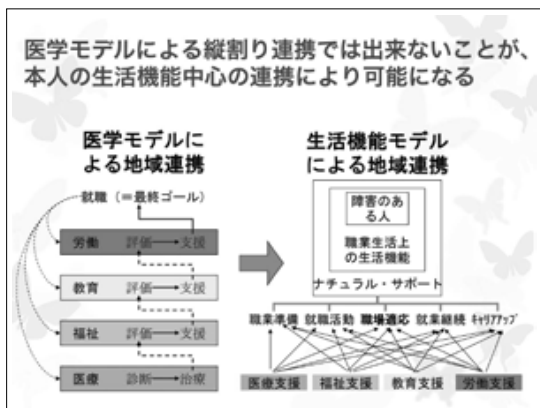 医学モデルによる縦割り連携では出来ないことが、
本人の生活機能中心の連携により可能になる
医学モデルに
よる地域連携
就職（＝最終ゴール）
労働 評価 支援
教育 評価 支援
福祉 評価 支援
医療 診断 治療
生活機能モデル
による地域連携
障害のあ
る人
職業生活上
の生活機能
ナチュラル・サポート
職業準備 就職活動 職場適応 就業継続 ｷｬﾘｱｱｯﾌﾟ
医療支援 福祉支援 教育支援 労働支援